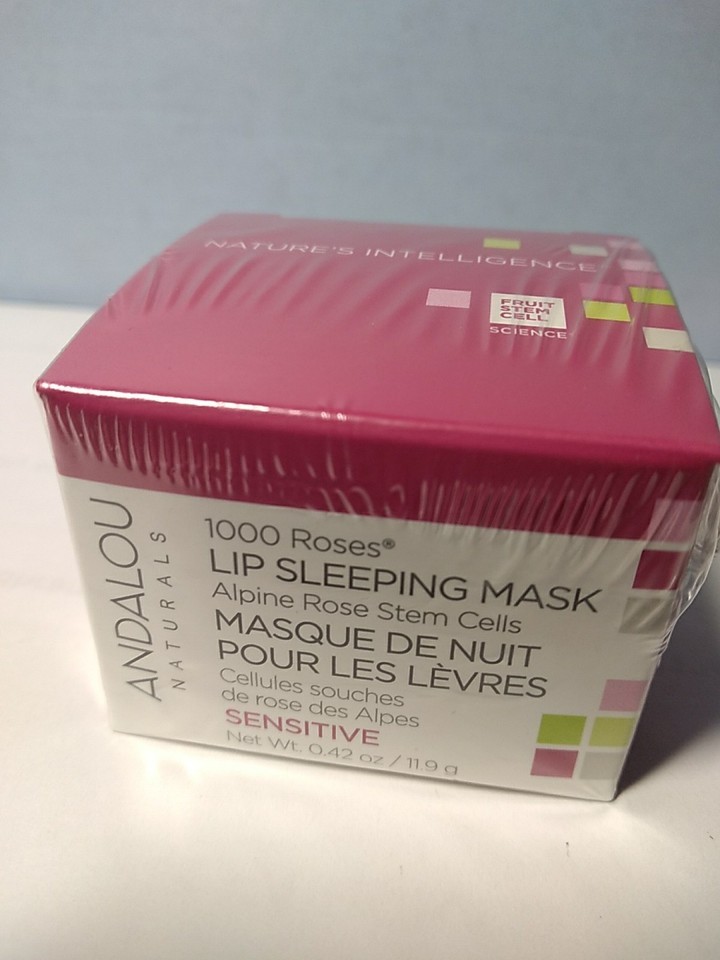 NATURE'S INTELLIGENCE
FRUIT
STEM
CELL
SCIENCE
ANDALOU
NATURALS
1000 Roses®
LIP SLEEPING MASK
Alpine Rose Stem Cells
MASQUE DE NUIT
POUR LES LÈVRES
Cellules souches
de rose des Alpes
SENSITIVE
Net Wt. 0.42 oz / 11.9 g